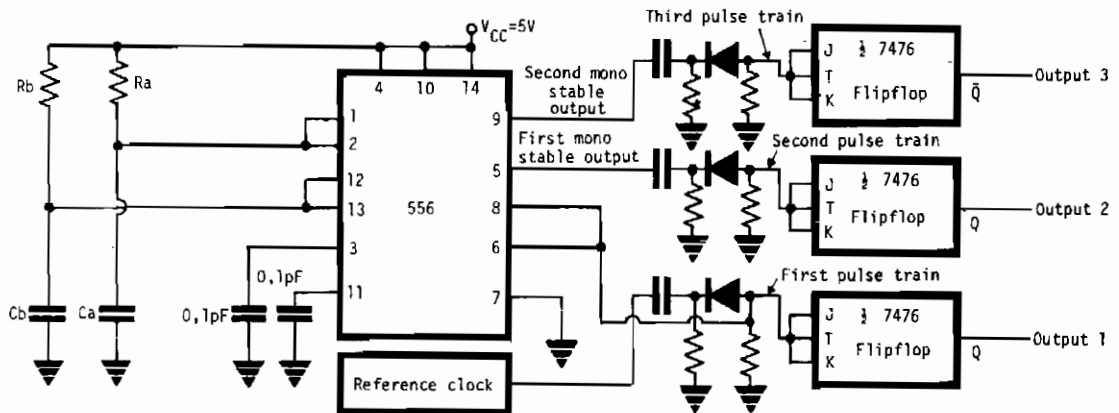 Third pulse train
VCC=5V
J ½ 7476
T
K Flipflop
Q̄
Output 3
Rb
Ra
4 10 14
Second mono
stable
output
9
1
2
First mono
stable output
5
Second pulse train
J ½ 7476
T
K Flipflop
Q
Output 2
12
13
556
8
6
3
0,1pF
11
0,1pF
7
First pulse train
J ½ 7476
T
K Flipflop
Q
Output 1
Cb
Ca
Reference clock